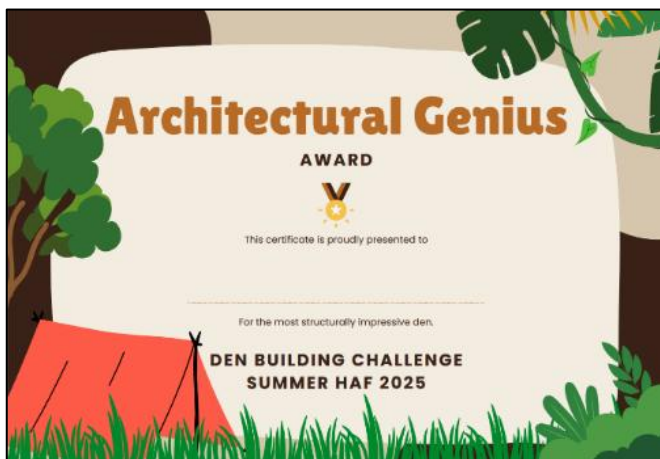 Architectural Genius
AWARD
This certificate is proudly presented to
For the most structurally impressive den.
DEN BUILDING CHALLENGE
SUMMER HAF 2025